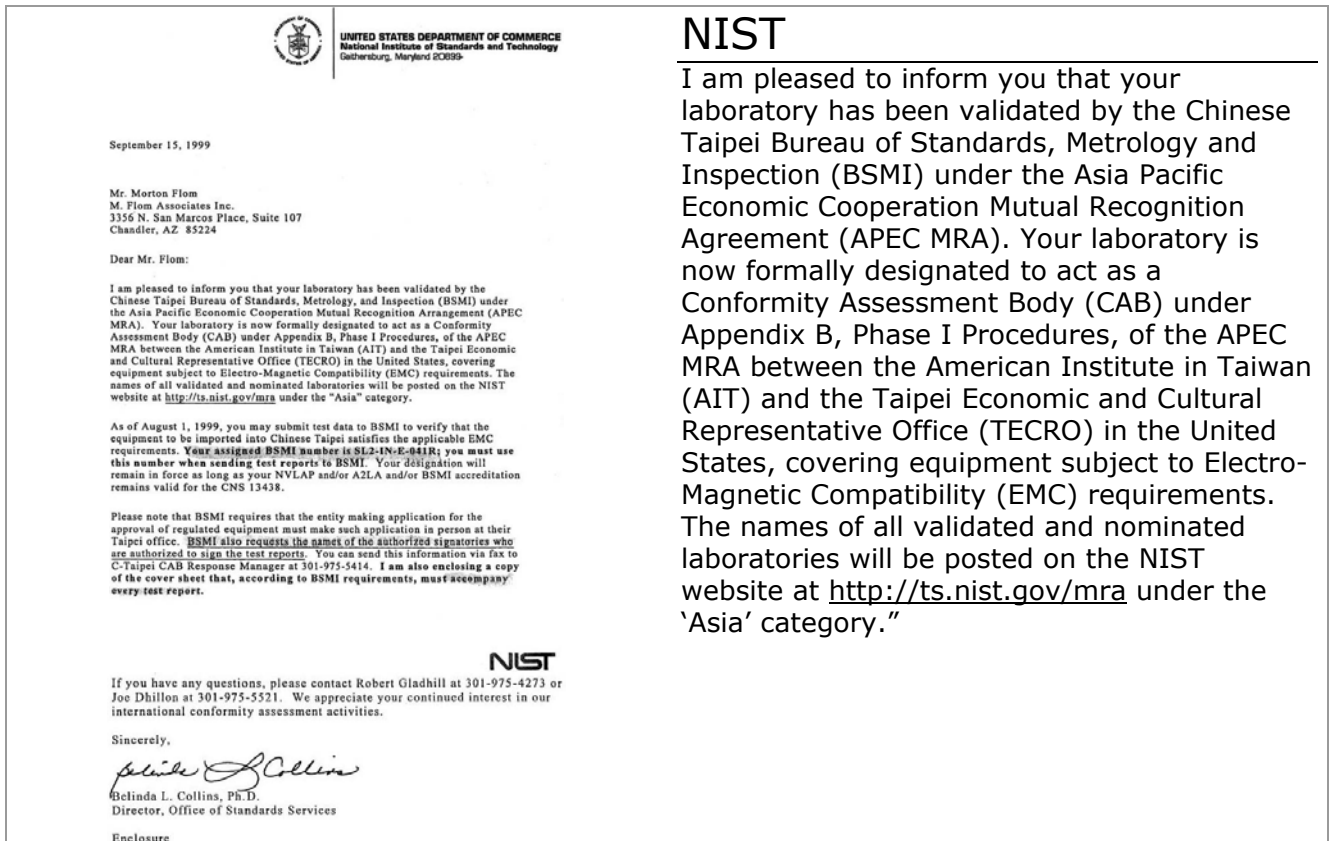 UNITED STATES DEPARTMENT OF COMMERCE
National Institute of Standards and Technology
Gaithersburg, Maryland 20899-
September 15, 1999
Mr. Morton Flom
M. Flom Associates Inc.
3356 N. San Marcos Place, Suite 107
Chandler, AZ 85224
Dear Mr. Flom:
I am pleased to inform you that your laboratory has been validated by the
Chinese Taipei Bureau of Standards, Metrology, and Inspection (BSMI) under
the Asia Pacific Economic Cooperation Mutual Recognition Arrangement (APEC
MRA). Your laboratory is now formally designated to act as a Conformity
Assessment Body (CAB) under Appendix B, Phase I Procedures, of the APEC
MRA between the American Institute in Taiwan (AIT) and the Taipei Economic
and Cultural Representative Office (TECRO) in the United States, covering
equipment subject to Electro-Magnetic Compatibility (EMC) requirements. The
names of all validated and nominated laboratories will be posted on the NIST
website at http://ts.nist.gov/mra under the "Asia" category.
As of August 1, 1999, you may submit test data to BSMI to verify that the
equipment to be imported into Chinese Taipei satisfies the applicable EMC
requirements. Your assigned BSMI number is SL2-IN-E-041R; you must use
this number when sending test reports to BSMI. Your designation will
remain in force as long as your NVLAP and/or A2LA and/or BSMI accreditation
remains valid for the CNS 13438.
Please note that BSMI requires that the entity making application for the
approval of regulated equipment must make such application in person at their
Taipei office. BSMI also requests the names of the authorized signatories who
are authorized to sign the test reports. You can send this information via fax to
C-Taipei CAB Response Manager at 301-975-5414. I am also enclosing a copy
of the cover sheet that, according to BSMI requirements, must accompany
every test report.
NIST
If you have any questions, please contact Robert Gladhill at 301-975-4273 or
Joe Dhillon at 301-975-5521. We appreciate your continued interest in our
international conformity assessment activities.
Sincerely,
Belinda L Collins
Belinda L. Collins, Ph.D.
Director, Office of Standards Services
Enclosure
NIST
I am pleased to inform you that your
laboratory has been validated by the Chinese
Taipei Bureau of Standards, Metrology and
Inspection (BSMI) under the Asia Pacific
Economic Cooperation Mutual Recognition
Agreement (APEC MRA). Your laboratory is
now formally designated to act as a
Conformity Assessment Body (CAB) under
Appendix B, Phase I Procedures, of the APEC
MRA between the American Institute in Taiwan
(AIT) and the Taipei Economic and Cultural
Representative Office (TECRO) in the United
States, covering equipment subject to Electro-
Magnetic Compatibility (EMC) requirements.
The names of all validated and nominated
laboratories will be posted on the NIST
website at http://ts.nist.gov/mra under the
‘Asia’ category.”